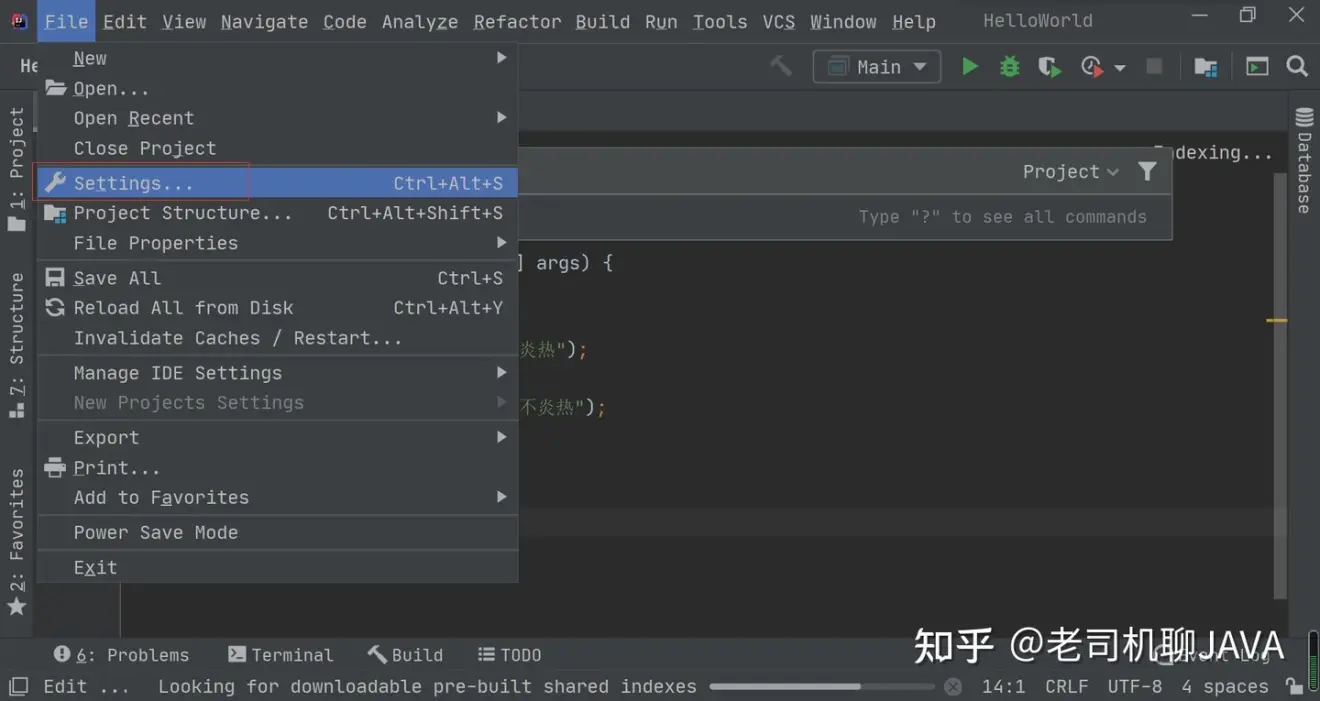 File Edit View Navigate Code Analyze Refactor Build Run Tools VCS Window Help HelloWorld
He
Main
New
Open...
Open Recent
Close Project
Settings... Ctrl+Alt+S
Project Structure... Ctrl+Alt+Shift+S
File Properties
Save All Ctrl+S
Reload All from Disk Ctrl+Alt+Y
Invalidate Caches / Restart...
Manage IDE Settings
New Projects Settings
Export
Print...
Add to Favorites
Power Save Mode
Exit
1: Project
7: Structure
2: Favorites
Indexing...
Project
Type "?" to see all commands
] args) {
炎热");
不炎热");
Database
知乎 @老司机聊JAVA
6: Problems Terminal Build TODO Event Log
Edit ... Looking for downloadable pre-built shared indexes 14:1 CRLF UTF-8 4 spaces